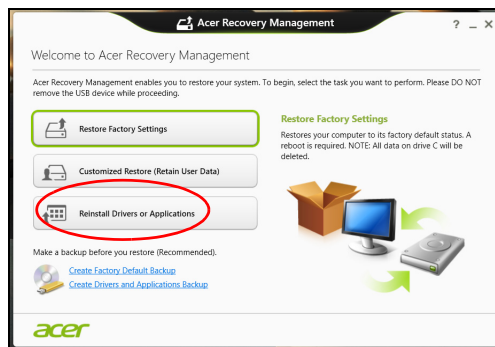 Acer Recovery Management
? _ X
Welcome to Acer Recovery Management
Acer Recovery Management enables you to restore your system. To begin, select the task you want to perform. Please DO NOT
remove the USB device while proceeding.
Restore Factory Settings
Customized Restore (Retain User Data)
Reinstall Drivers or Applications
Restore Factory Settings
Restores your computer to its factory default status. A
reboot is required. NOTE: All data on drive C will be
deleted.
Make a backup before you restore (Recommended).
Create Factory Default Backup
Create Drivers and Applications Backup
acer